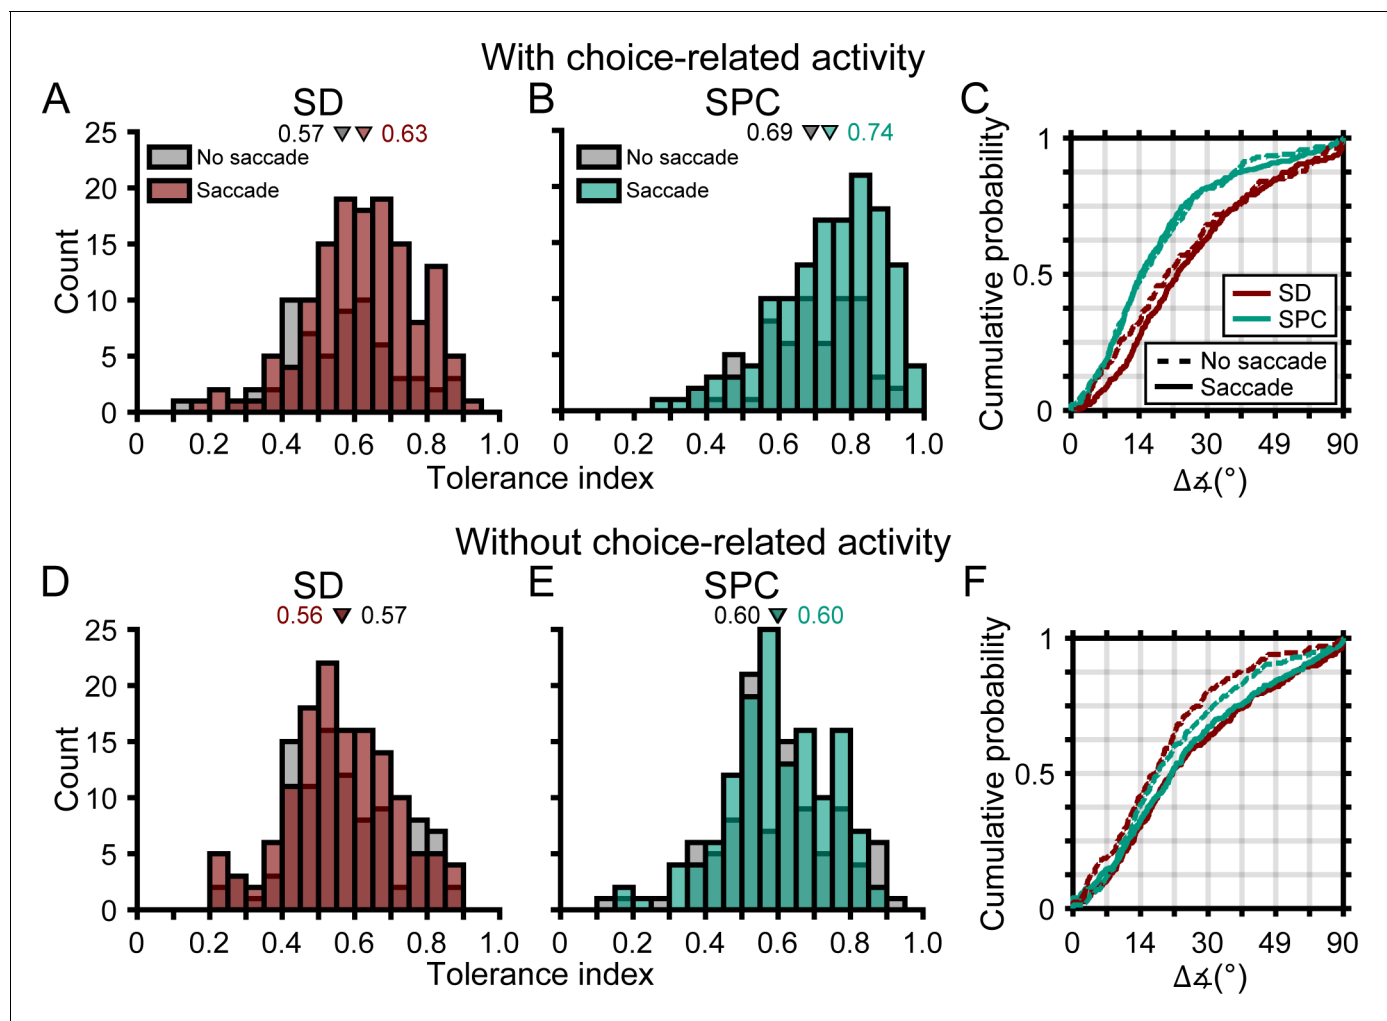 With choice-related activity
A
SD
0.57 0.63
No saccade
Saccade
25
20
15
10
5
0
Count
0 0.2 0.4 0.6 0.8 1.0
B
SPC
0.69 0.74
No saccade
Saccade
0 0.2 0.4 0.6 0.8 1.0
Tolerance index
C
1
0.5
0
Cumulative probability
SD
SPC
No saccade
Saccade
0 14 30 49 90
Δ∡(°)
Without choice-related activity
D
SD
0.56 0.57
25
20
15
10
5
0
Count
0 0.2 0.4 0.6 0.8 1.0
E
SPC
0.60 0.60
0 0.2 0.4 0.6 0.8 1.0
Tolerance index
F
1
0.5
0
Cumulative probability
0 14 30 49 90
Δ∡(°)